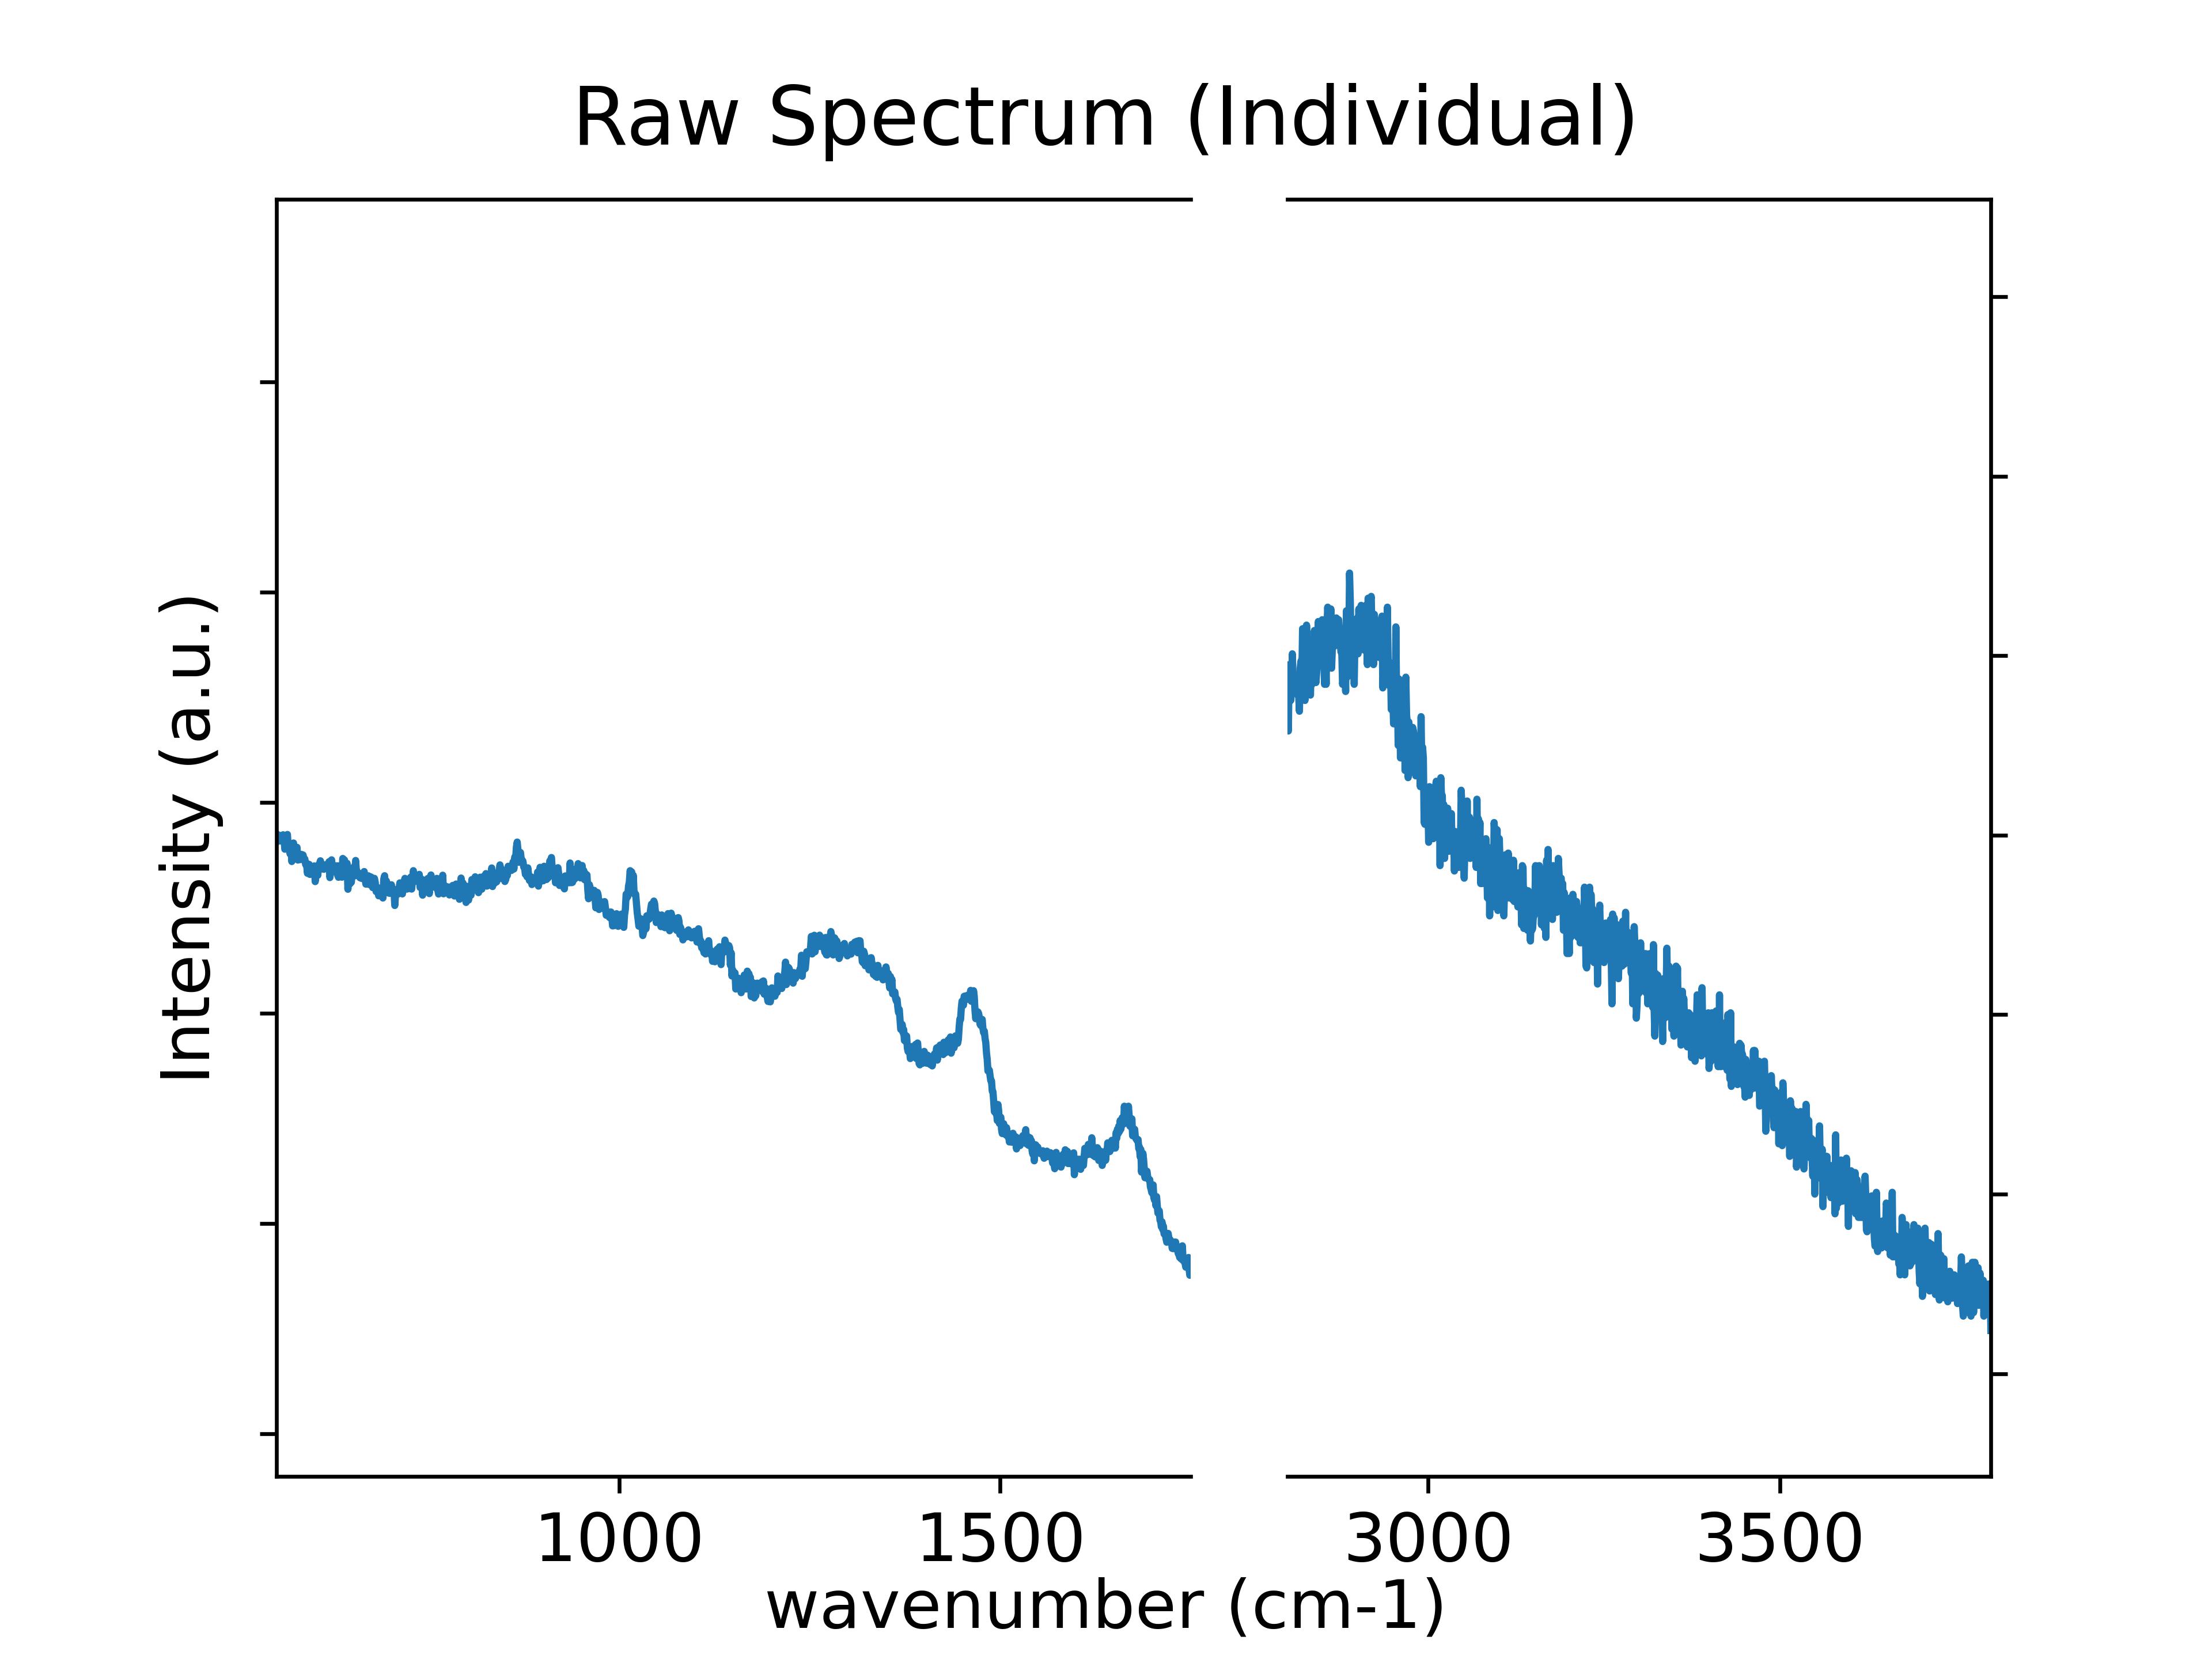 Raw Spectrum (Individual)
Intensity (a.u.)
1000 1500 3000 3500
wavenumber (cm-1)